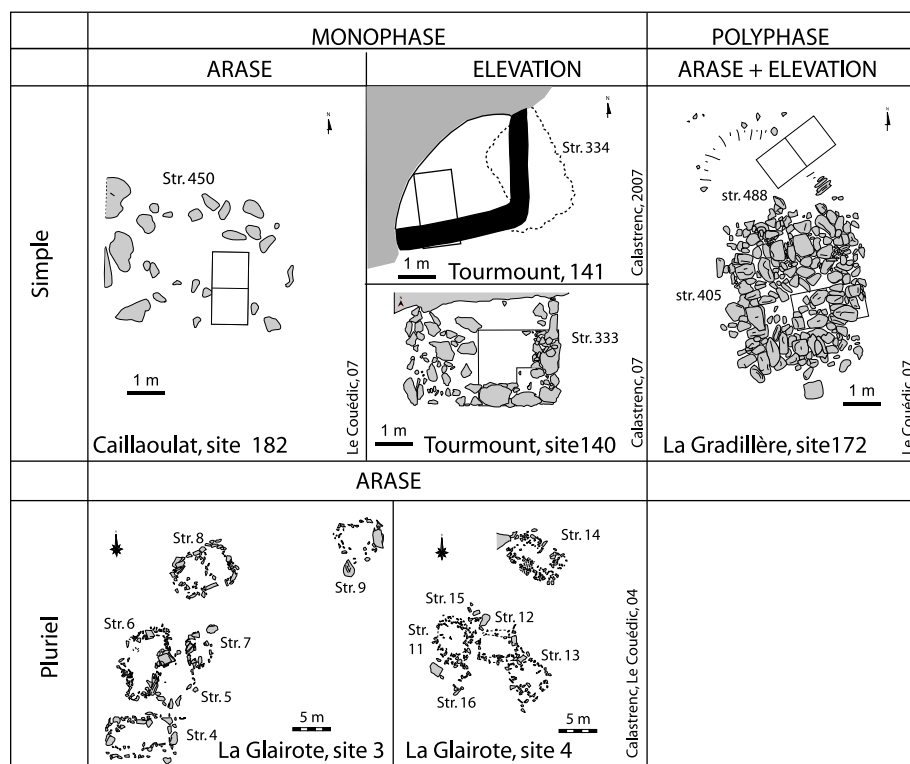 MONOPHASE
POLYPHASE
ARASE
ELEVATION
ARASE + ELEVATION
Simple
N
Str. 450
1 m
Caillaoulat, site 182
Le Couédic, 07
N
Str. 334
1 m
Tourmount, 141
Calastrenc, 2007
Str. 333
1 m
Tourmount, site140
Calastrenc, 07
N
str. 488
str. 405
1 m
La Gradillère, site172
Le Couédic, 07
ARASE
Pluriel
Str. 8
Str. 9
Str. 6
Str. 7
Str. 5
Str. 4
5 m
La Glairote, site 3
Str. 14
Str. 15
Str. 12
Str.
11
Str. 13
Str. 16
5 m
La Glairote, site 4
Calastrenc, Le Couédic, 04